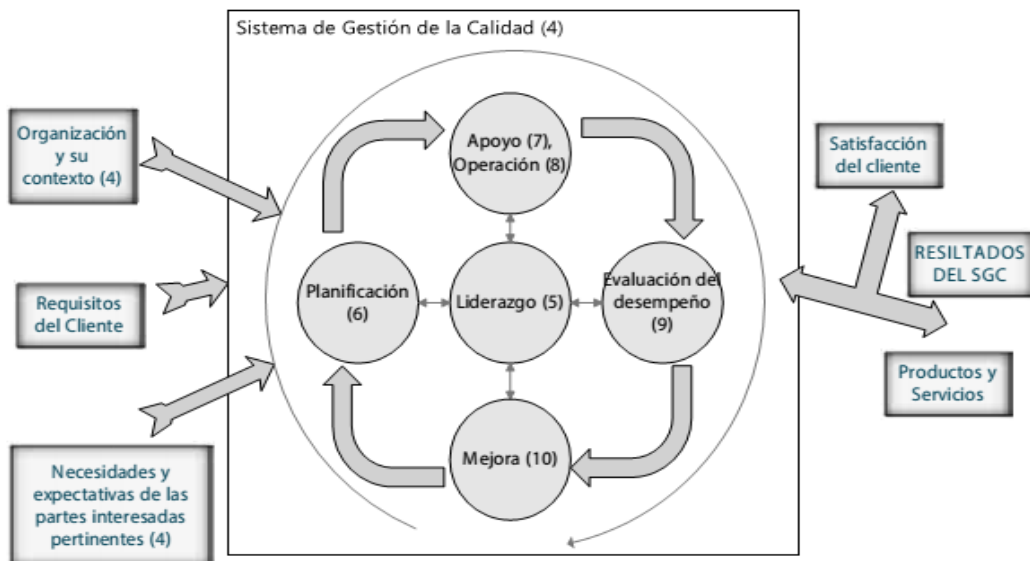 Sistema de Gestión de la Calidad (4)
Organización
y su
contexto (4)
Requisitos
del Cliente
Necesidades y
expectativas de las
partes interesadas
pertinentes (4)
Apoyo (7),
Operación (8)
Planificación
(6)
Liderazgo (5)
Evaluación del
desempeño
(9)
Mejora (10)
Satisfacción
del cliente
RESILTADOS
DEL SGC
Productos y
Servicios